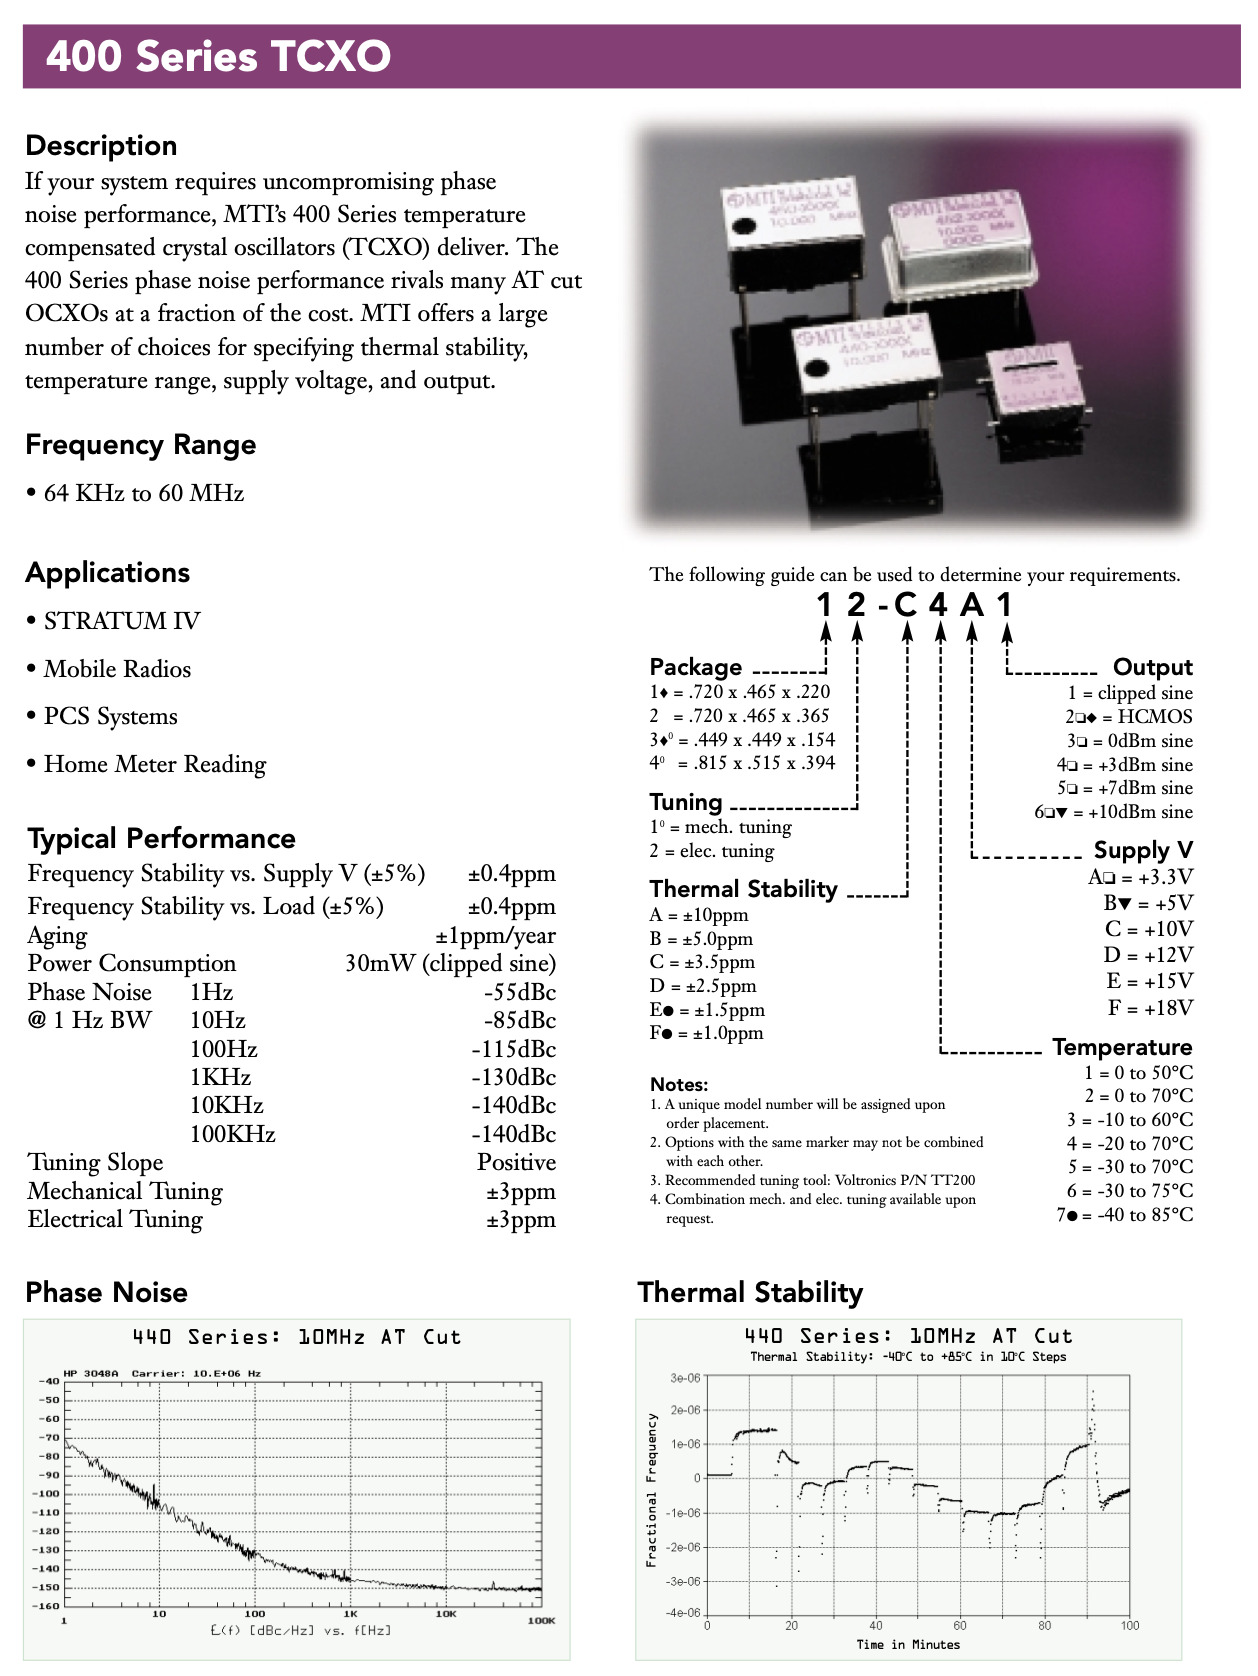 400 Series TCXO
Description
If your system requires uncompromising phase
noise performance, MTI’s 400 Series temperature
compensated crystal oscillators (TCXO) deliver. The
400 Series phase noise performance rivals many AT cut
OCXOs at a fraction of the cost. MTI offers a large
number of choices for specifying thermal stability,
temperature range, supply voltage, and output.
Frequency Range
• 64 KHz to 60 MHz
Applications
• STRATUM IV
• Mobile Radios
• PCS Systems
• Home Meter Reading
Typical Performance
Frequency Stability vs. Supply V (±5%) ±0.4ppm
Frequency Stability vs. Load (±5%) ±0.4ppm
Aging ±1ppm/year
Power Consumption 30mW (clipped sine)
Phase Noise 1Hz -55dBc
@ 1 Hz BW 10Hz -85dBc
100Hz -115dBc
1KHz -130dBc
10KHz -140dBc
100KHz -140dBc
Tuning Slope Positive
Mechanical Tuning ±3ppm
Electrical Tuning ±3ppm
MTI
10.000 MHz
MTI
10.000 MHz
MTI
10.000 MHz
MTI
The following guide can be used to determine your requirements.
1 2 - C 4 A 1
Package
1♦ = .720 x .465 x .220
2 = .720 x .465 x .365
3♦⁰ = .449 x .449 x .154
4⁰ = .815 x .515 x .394
Tuning
1⁰ = mech. tuning
2 = elec. tuning
Thermal Stability
A = ±10ppm
B = ±5.0ppm
C = ±3.5ppm
D = ±2.5ppm
E● = ±1.5ppm
F● = ±1.0ppm
Notes:
1. A unique model number will be assigned upon
order placement.
2. Options with the same marker may not be combined
with each other.
3. Recommended tuning tool: Voltronics P/N TT200
4. Combination mech. and elec. tuning available upon
request.
Output
1 = clipped sine
2❏◆ = HCMOS
3❏ = 0dBm sine
4❏ = +3dBm sine
5❏ = +7dBm sine
6❏▼ = +10dBm sine
Supply V
A❏ = +3.3V
B▼ = +5V
C = +10V
D = +12V
E = +15V
F = +18V
Temperature
1 = 0 to 50°C
2 = 0 to 70°C
3 = -10 to 60°C
4 = -20 to 70°C
5 = -30 to 70°C
6 = -30 to 75°C
7● = -40 to 85°C
Phase Noise
440 Series: 10MHz AT Cut
HP 3048A Carrier: 10.E+06 Hz
-40
-50
-60
-70
-80
-90
-100
-110
-120
-130
-140
-150
-160
1 10 100 1K 10K 100K
£(f) [dBc/Hz] vs. f[Hz]
Thermal Stability
440 Series: 10MHz AT Cut
Thermal Stability: -40°C to +85°C in 10°C Steps
Fractional Frequency
3e-06
2e-06
1e-06
0
-1e-06
-2e-06
-3e-06
-4e-06
0 20 40 60 80 100
Time in Minutes